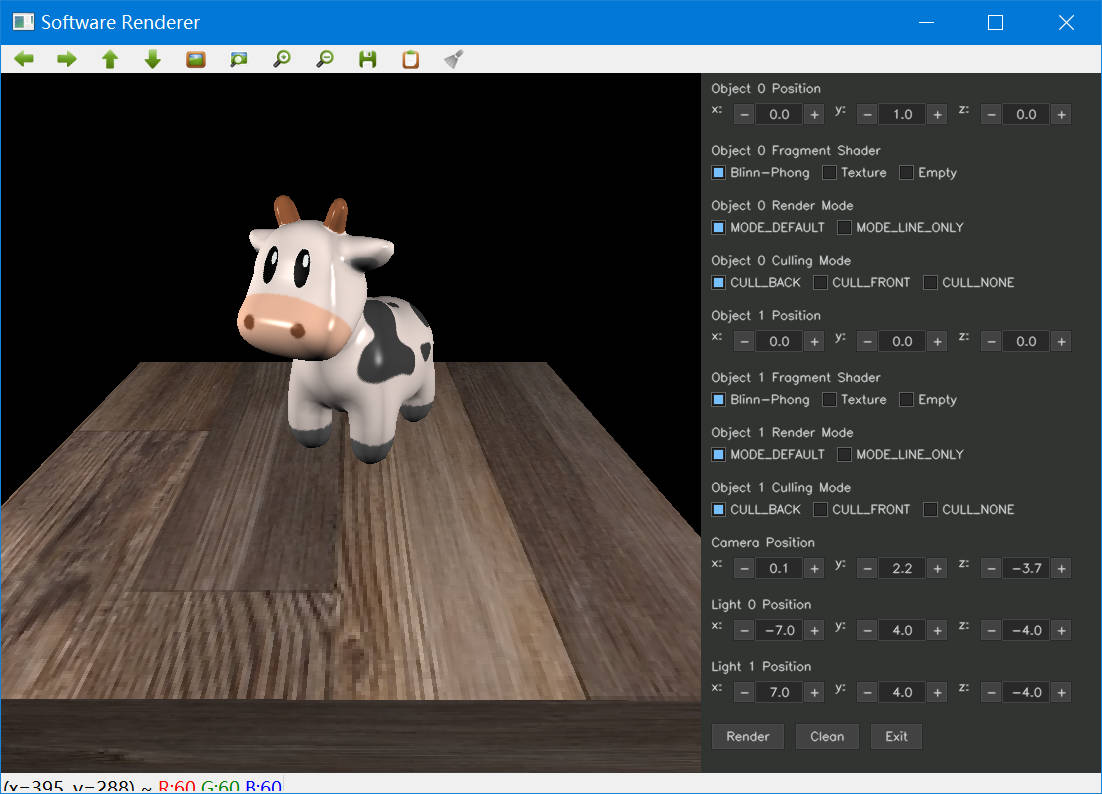 Software Renderer
Object 0 Position
x: − 0.0 + y: − 1.0 + z: − 0.0 +
Object 0 Fragment Shader
Blinn−Phong Texture Empty
Object 0 Render Mode
MODE_DEFAULT MODE_LINE_ONLY
Object 0 Culling Mode
CULL_BACK CULL_FRONT CULL_NONE
Object 1 Position
x: − 0.0 + y: − 0.0 + z: − 0.0 +
Object 1 Fragment Shader
Blinn−Phong Texture Empty
Object 1 Render Mode
MODE_DEFAULT MODE_LINE_ONLY
Object 1 Culling Mode
CULL_BACK CULL_FRONT CULL_NONE
Camera Position
x: − 0.1 + y: − 2.2 + z: − −3.7 +
Light 0 Position
x: − −7.0 + y: − 4.0 + z: − −4.0 +
Light 1 Position
x: − 7.0 + y: − 4.0 + z: − −4.0 +
Render Clean Exit
(x=395, y=288) ~ R:60 G:60 B:60